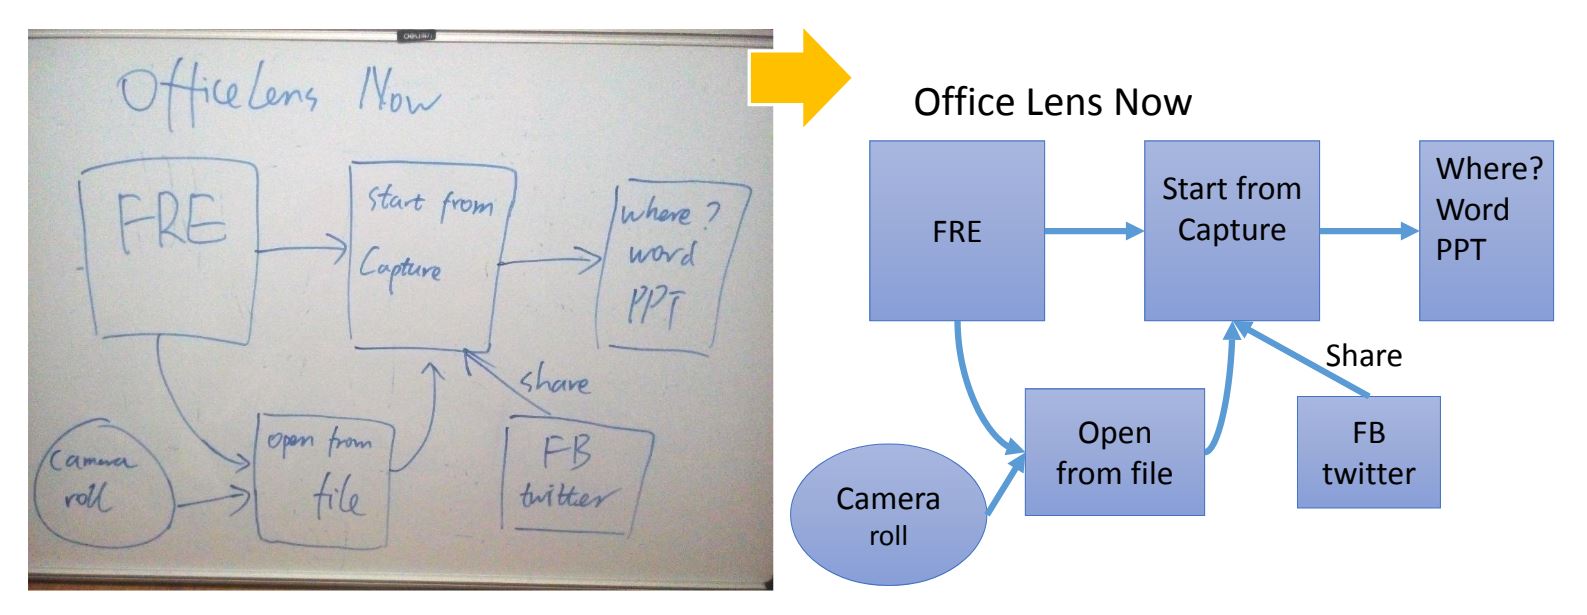 OfficeLens Now
FRE
start from
Capture
where?
word
PPT
share
Camera
roll
open from
file
FB
twitter
Office Lens Now
FRE
Start from
Capture
Where?
Word
PPT
Share
Open
from file
FB
twitter
Camera
roll